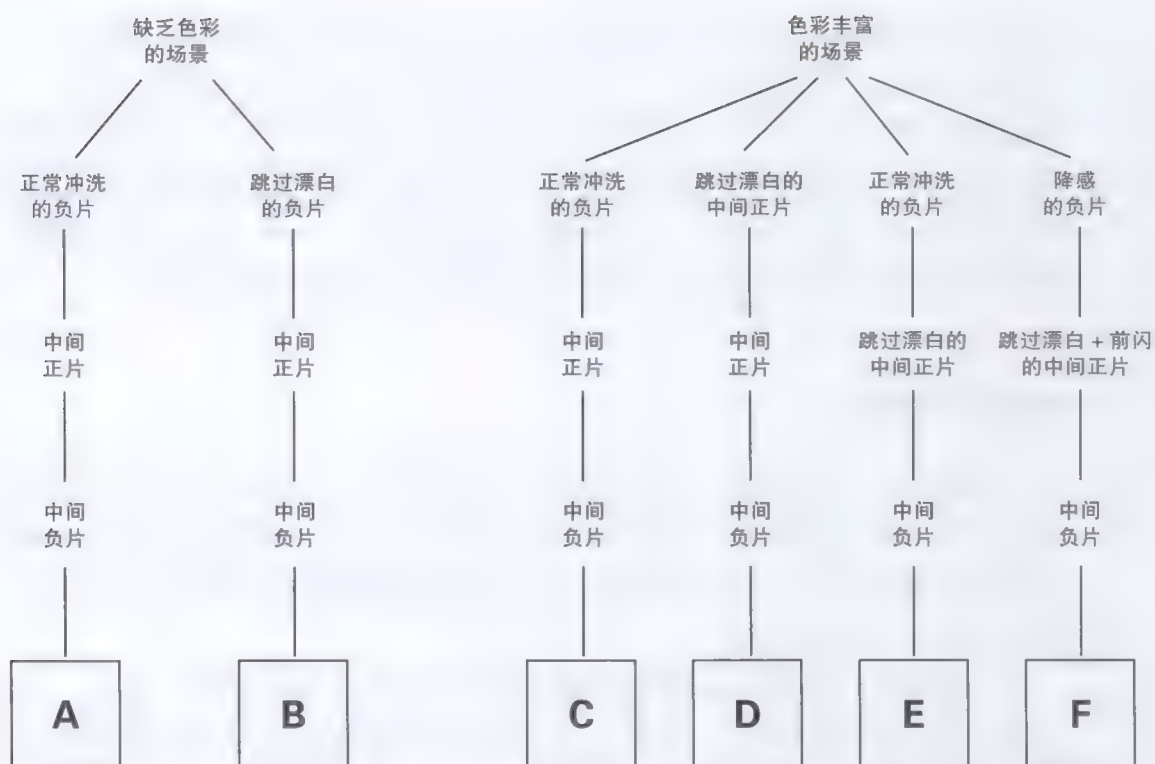 缺乏色彩
的场景
色彩丰富
的场景
正常冲洗
的负片
跳过漂白
的负片
正常冲洗
的负片
跳过漂白的
中间正片
正常冲洗
的负片
降感
的负片
中间
正片
中间
正片
中间
正片
中间
正片
跳过漂白的
中间正片
跳过漂白 + 前闪
的中间正片
中间
负片
中间
负片
中间
负片
中间
负片
中间
负片
中间
负片
A
B
C
D
E
F